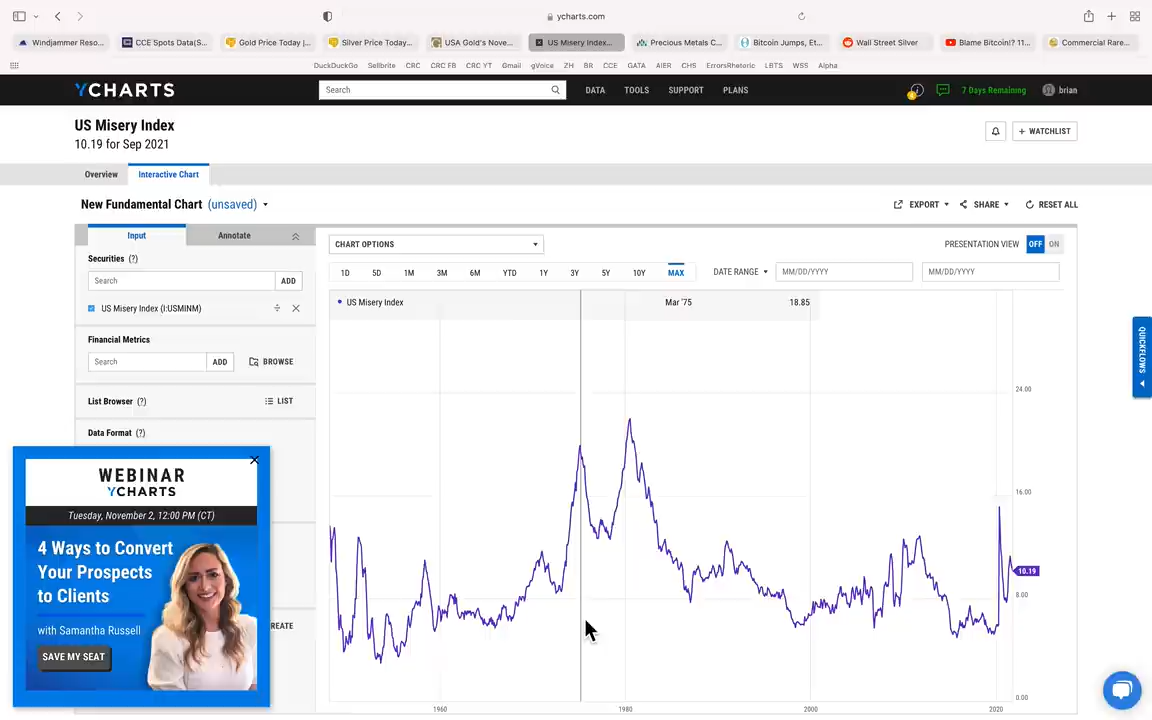 ycharts.com
Windjammer Reso...
CCE Spots Data(S...
Gold Price Today |...
Silver Price Today...
USA Gold's Nove...
US Misery Index...
Precious Metals C...
Bitcoin Jumps, Et...
Wall Street Silver
Blame Bitcoin!? 11...
Commercial Rare...
DuckDuckGo Sellbrite CRC CRC FB CRC YT Gmail gVoice ZH BR CCE GATA AIER CHS ErrorsRhetoric LBTS WSS Alpha
YCHARTS
Search
DATA TOOLS SUPPORT PLANS
7 Days Remaining
brian
US Misery Index
10.19 for Sep 2021
+ WATCHLIST
Overview
Interactive Chart
New Fundamental Chart (unsaved)
EXPORT SHARE RESET ALL
Input
Annotate
Securities (?)
Search
ADD
US Misery Index (I:USMINM)
Financial Metrics
Search
ADD
BROWSE
List Browser (?)
LIST
Data Format (?)
REATE
CHART OPTIONS
PRESENTATION VIEW OFF ON
1D 5D 1M 3M 6M YTD 1Y 3Y 5Y 10Y MAX
DATE RANGE
MM/DD/YYYY
MM/DD/YYYY
US Misery Index
Mar '75
18.85
24.00
16.00
10.19
8.00
0.00
1960 1980 2000 2020
QUICKFLOWS
WEBINAR
YCHARTS
Tuesday, November 2, 12:00 PM (CT)
4 Ways to Convert
Your Prospects
to Clients
with Samantha Russell
SAVE MY SEAT